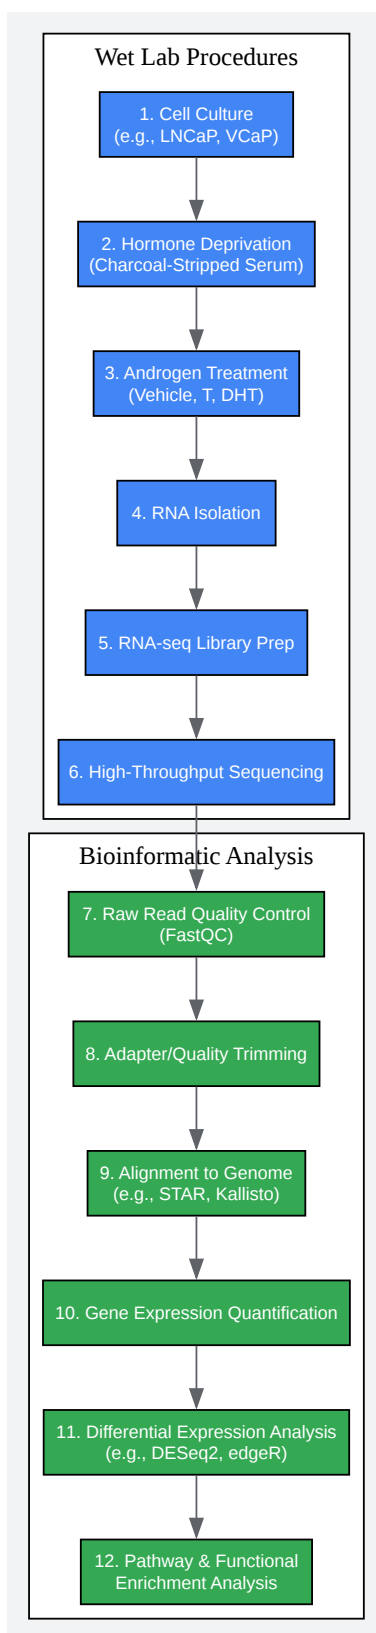 Wet Lab Procedures
1. Cell Culture
(e.g., LNCaP, VCaP)
2. Hormone Deprivation
(Charcoal-Stripped Serum)
3. Androgen Treatment
(Vehicle, T, DHT)
4. RNA Isolation
5. RNA-seq Library Prep
6. High-Throughput Sequencing
Bioinformatic Analysis
7. Raw Read Quality Control
(FastQC)
8. Adapter/Quality Trimming
9. Alignment to Genome
(e.g., STAR, Kallisto)
10. Gene Expression Quantification
11. Differential Expression Analysis
(e.g., DESeq2, edgeR)
12. Pathway & Functional
Enrichment Analysis